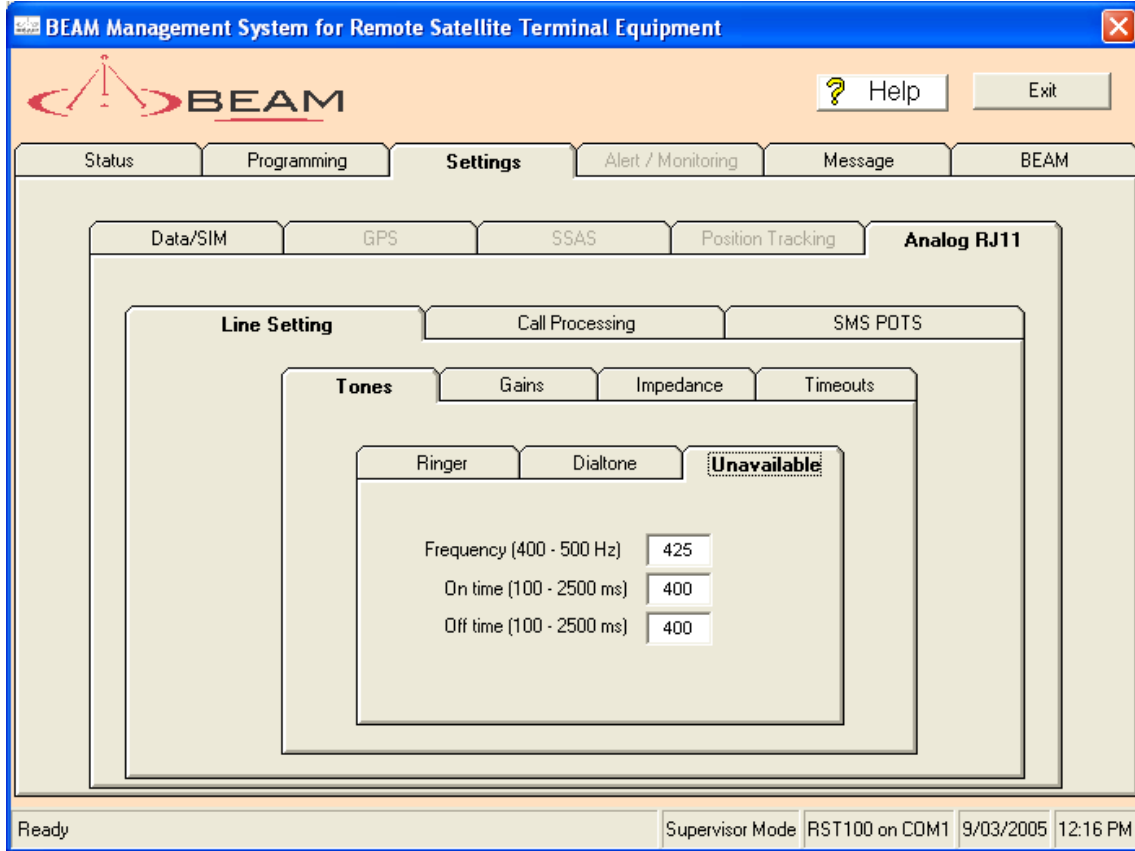 BEAM Management System for Remote Satellite Terminal Equipment
BEAM
? Help Exit
Status Programming Settings Alert / Monitoring Message BEAM
Data/SIM GPS SSAS Position Tracking Analog RJ11
Line Setting Call Processing SMS POTS
Tones Gains Impedance Timeouts
Ringer Dialtone Unavailable
Frequency (400 - 500 Hz) 425
On time (100 - 2500 ms) 400
Off time (100 - 2500 ms) 400
Ready Supervisor Mode RST100 on COM1 9/03/2005 12:16 PM